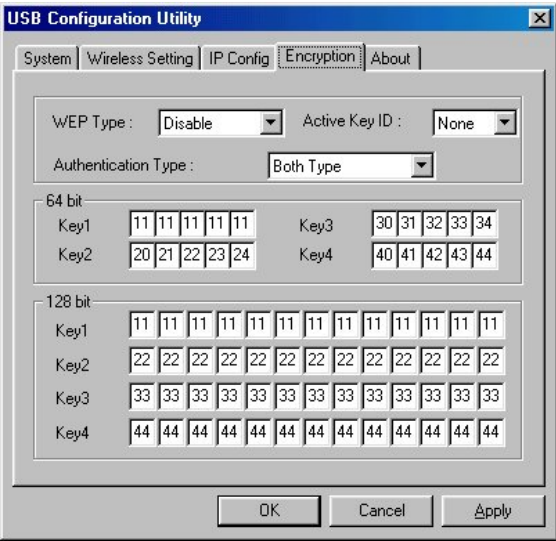 USB Configuration Utility
System Wireless Setting IP Config Encryption About
WEP Type : Disable Active Key ID : None
Authentication Type : Both Type
64 bit
Key1 11 11 11 11 11 Key3 30 31 32 33 34
Key2 20 21 22 23 24 Key4 40 41 42 43 44
128 bit
Key1 11 11 11 11 11 11 11 11 11 11 11 11 11
Key2 22 22 22 22 22 22 22 22 22 22 22 22 22
Key3 33 33 33 33 33 33 33 33 33 33 33 33 33
Key4 44 44 44 44 44 44 44 44 44 44 44 44 44
OK Cancel Apply